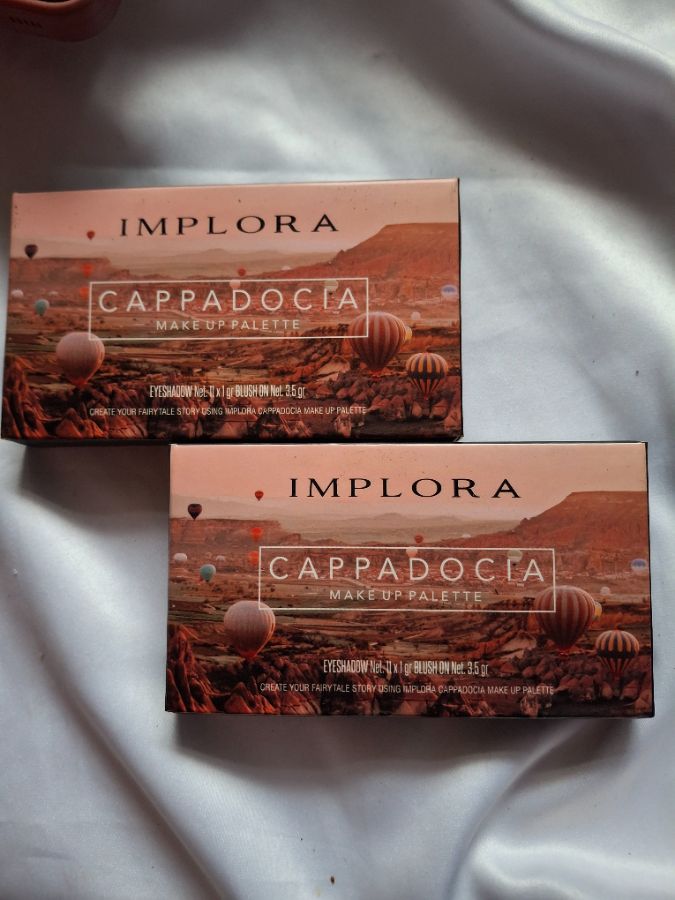 IMPLORA
CAPPADOCIA
MAKE UP PALETTE
EYESHADOW Net. 11 x 1 gr BLUSH ON Net. 3.5 gr
CREATE YOUR FAIRYTALE STORY USING IMPLORA CAPPADOCIA MAKE UP PALETTE
IMPLORA
CAPPADOCIA
MAKE UP PALETTE
EYESHADOW Net. 11 x 1 gr BLUSH ON Net. 3.5 gr
CREATE YOUR FAIRYTALE STORY USING IMPLORA CAPPADOCIA MAKE UP PALETTE